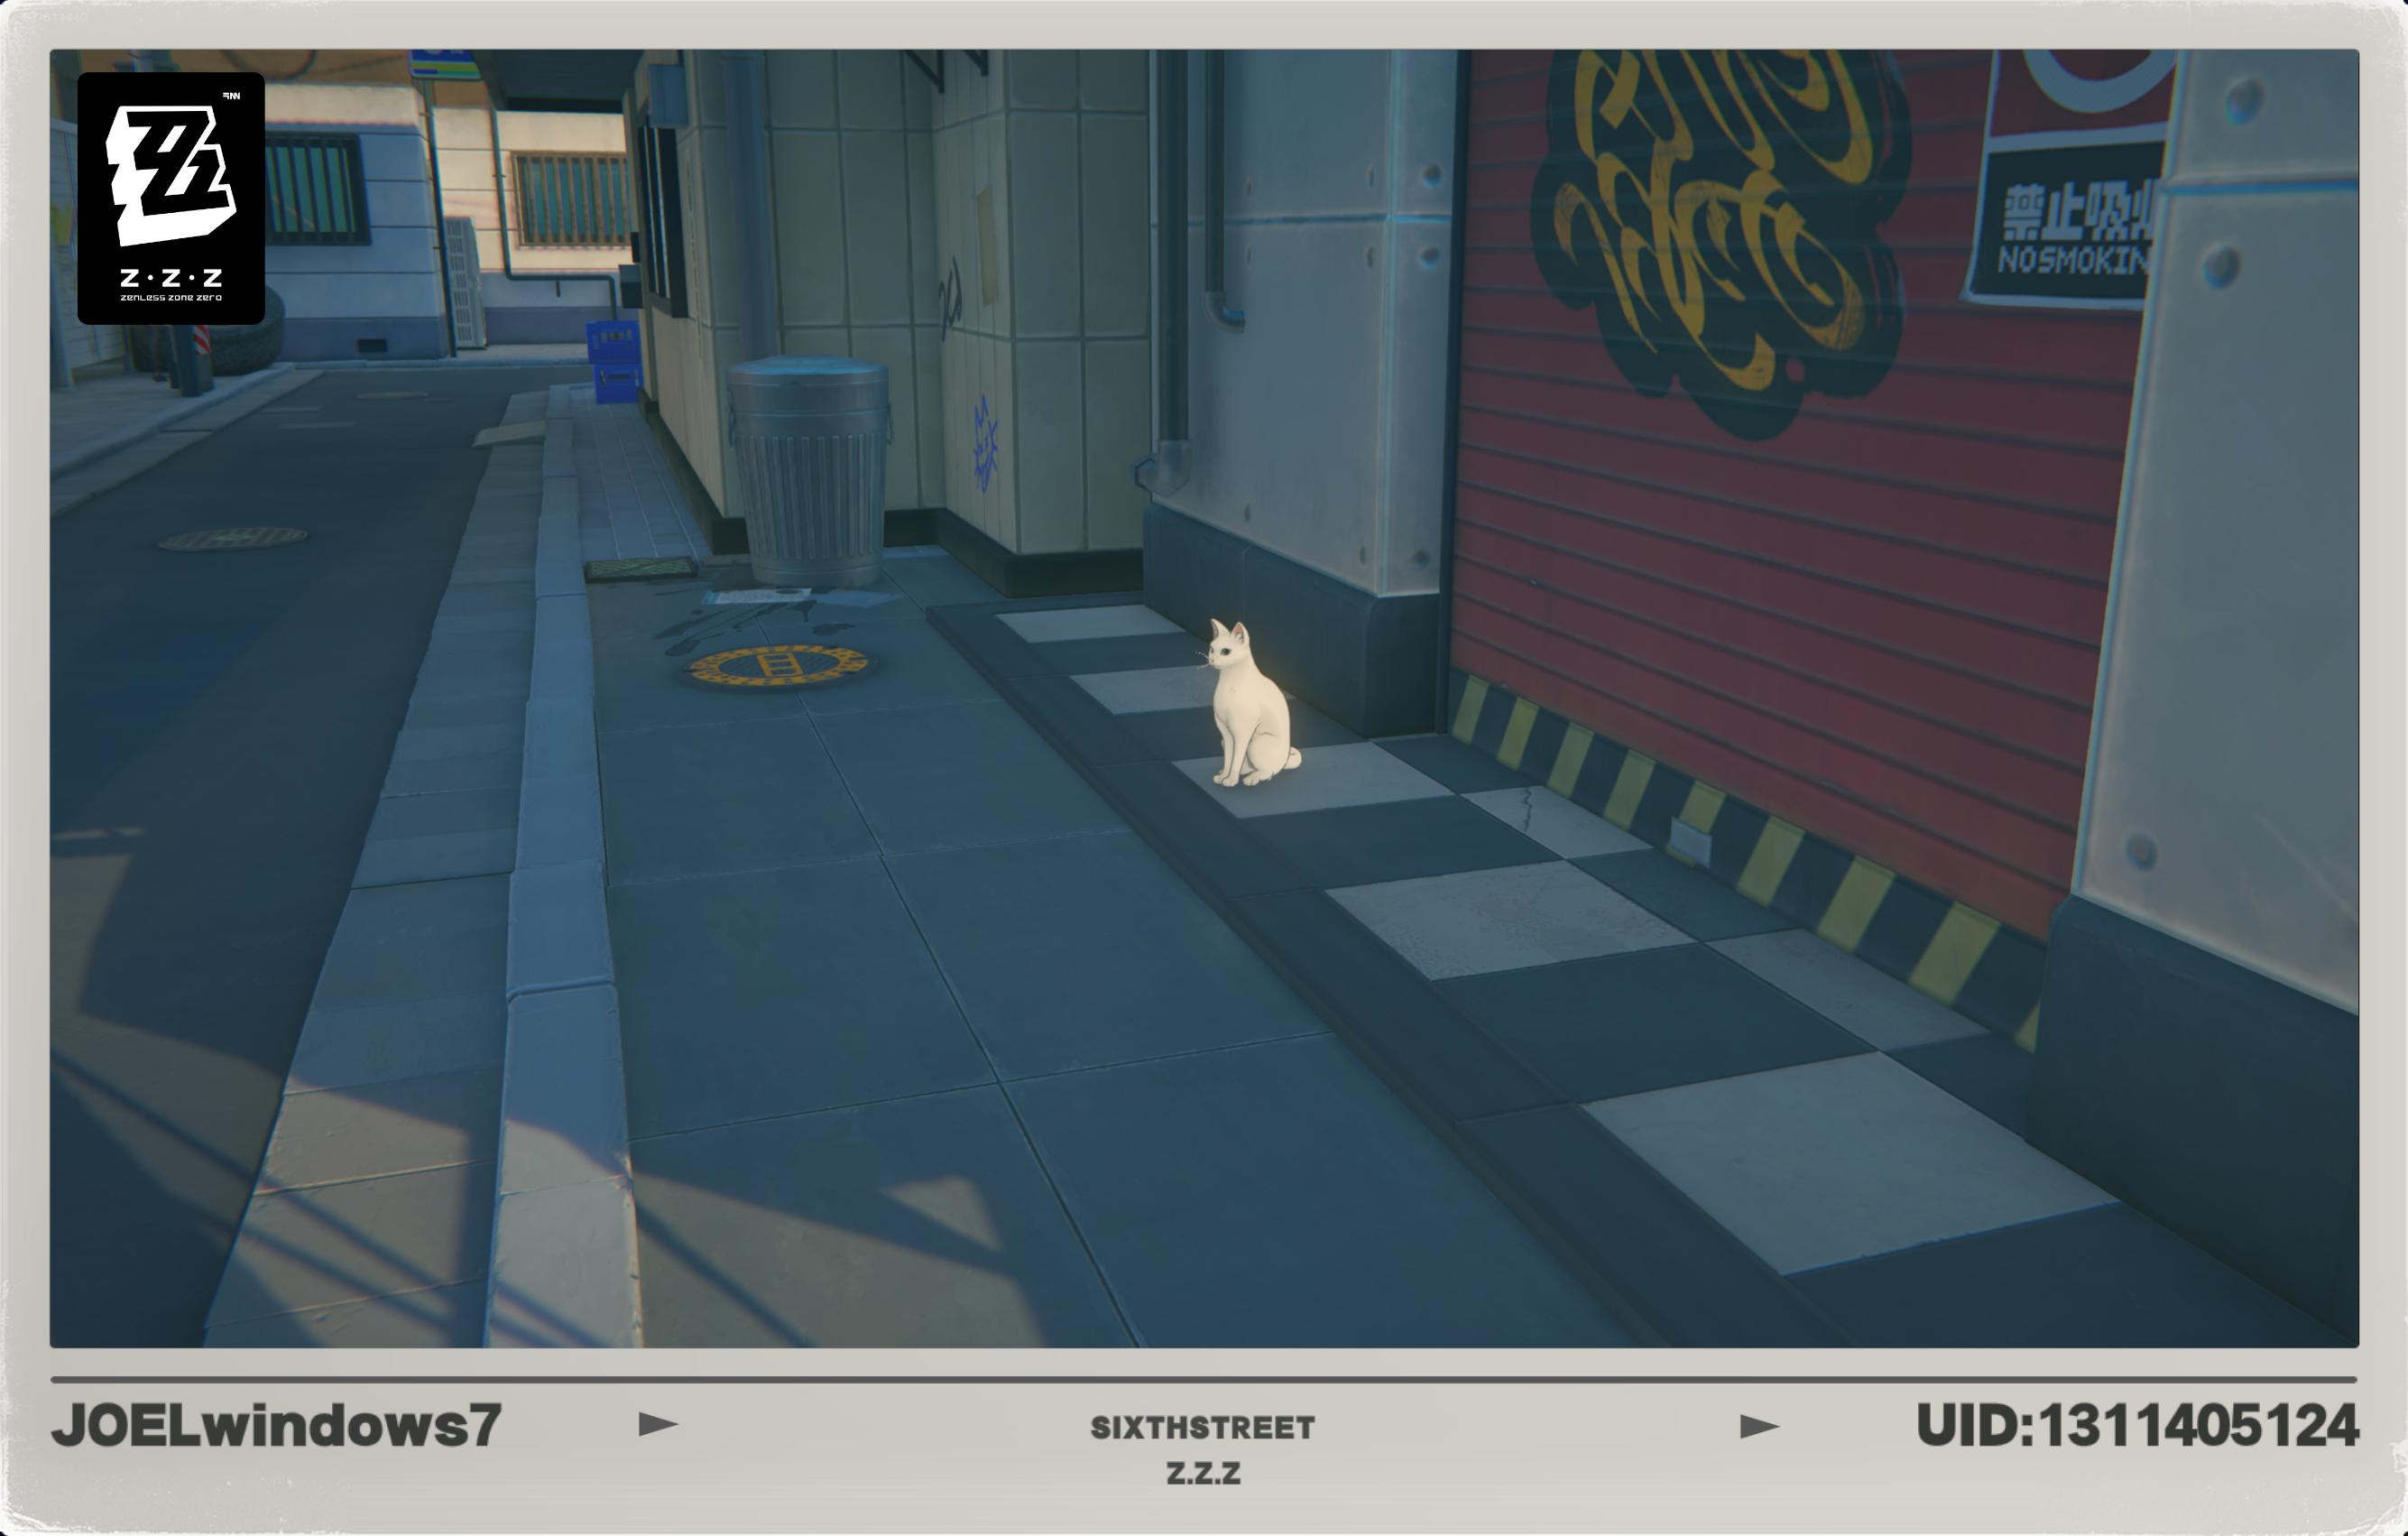 Z·Z·Z
ZENLESS ZONE ZERO
禁止吸
NOSMOKIN
JOELwindows7
SIXTHSTREET
UID:1311405124
Z.Z.Z